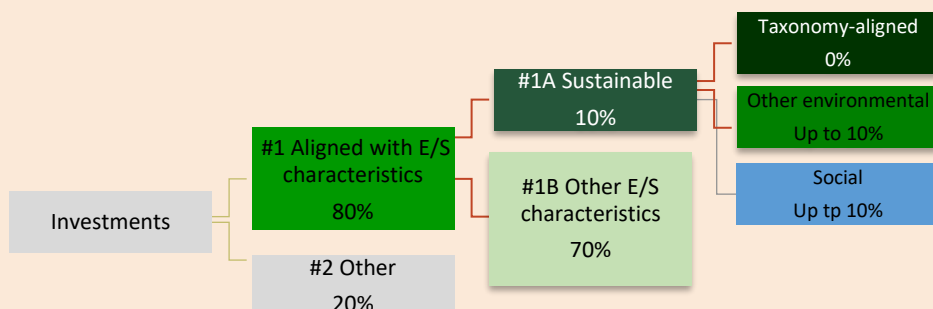 Investments
#1 Aligned with E/S
characteristics
80%
#2 Other
20%
#1A Sustainable
10%
#1B Other E/S
characteristics
70%
Taxonomy-aligned
0%
Other environmental
Up to 10%
Social
Up tp 10%